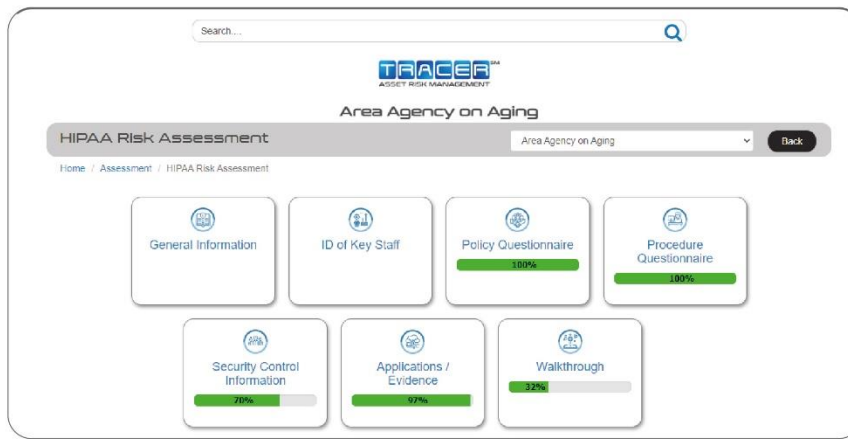 Search....
TRACER SM
ASSET RISK MANAGEMENT
Area Agency on Aging
HIPAA Risk Assessment
Area Agency on Aging
Back
Home / Assessment / HIPAA Risk Assessment
General Information
ID of Key Staff
Policy Questionnaire
100%
Procedure
Questionnaire
100%
Security Control
Information
70%
Applications /
Evidence
97%
Walkthrough
32%